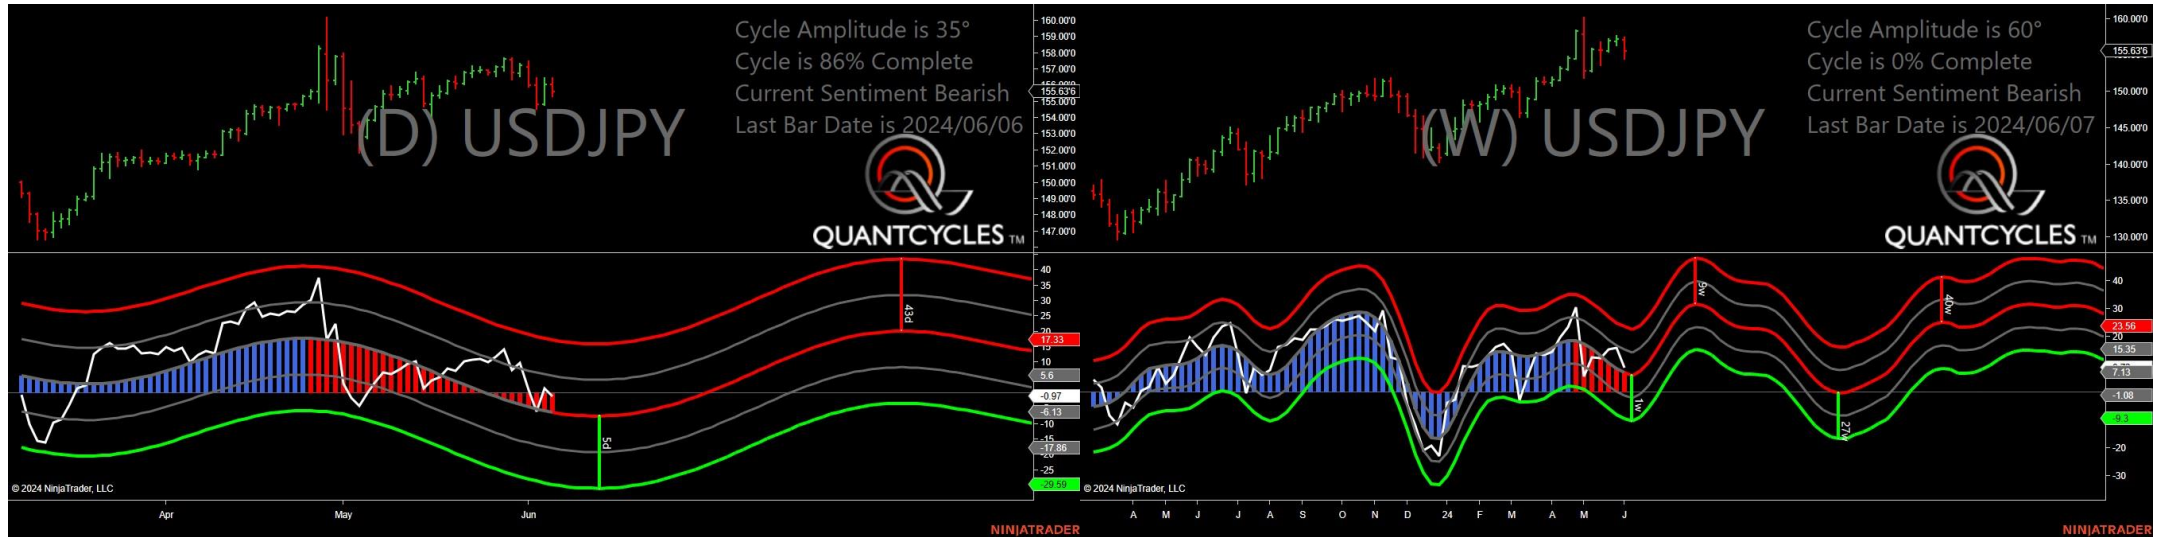 Cycle Amplitude is 35°
Cycle is 86% Complete
Current Sentiment Bearish
Last Bar Date is 2024/06/06
(D) USDJPY
QUANTCYCLES TM
160.00'0
159.00'0
158.00'0
157.00'0
155.63'6
155.00'0
154.00'0
153.00'0
152.00'0
151.00'0
150.00'0
149.00'0
148.00'0
147.00'0
43d
5d
40
35
30
25
20
17.33
15
10
5.6
-0.97
-6.13
-10
-15
-17.86
-25
-29.59
© 2024 NinjaTrader, LLC
Apr
May
Jun
NINJATRADER
Cycle Amplitude is 60°
Cycle is 0% Complete
Current Sentiment Bearish
Last Bar Date is 2024/06/07
(W) USDJPY
QUANTCYCLES TM
160.00'0
155.63'6
150.00'0
145.00'0
140.00'0
135.00'0
130.00'0
9w
40w
1w
27w
40
30
23.56
20
15.35
7.13
-1.08
-9.3
-20
-30
© 2024 NinjaTrader, LLC
A M J J A S O N D 24 F M A M J
NINJATRADER